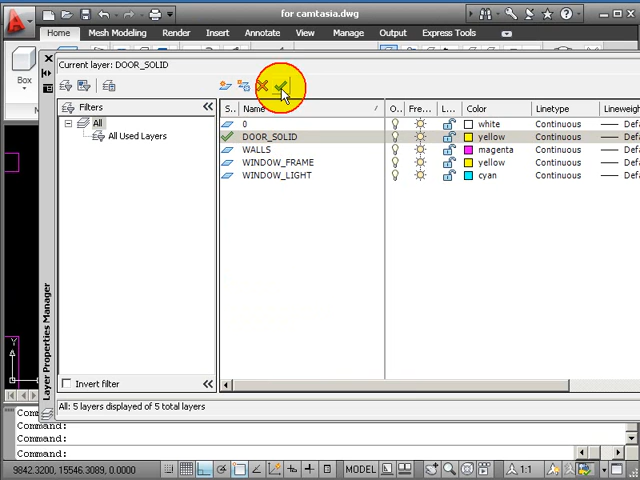 for camtasia.dwg
Home Mesh Modeling Render Insert Annotate View Manage Output Express Tools
Box
Current layer: DOOR_SOLID
Filters
All
All Used Layers
S.. Name O.. Fre... L... Color Linetype Lineweig
0 white Continuous Defa
DOOR_SOLID yellow Continuous Defa
WALLS magenta Continuous Defa
WINDOW_FRAME yellow Continuous Defa
WINDOW_LIGHT cyan Continuous Defa
Layer Properties Manager
Y
Invert filter
All: 5 layers displayed of 5 total layers
Comm
Command:
Command:
Command:
9842.3200, 15546.3089, 0.0000 MODEL 1:1